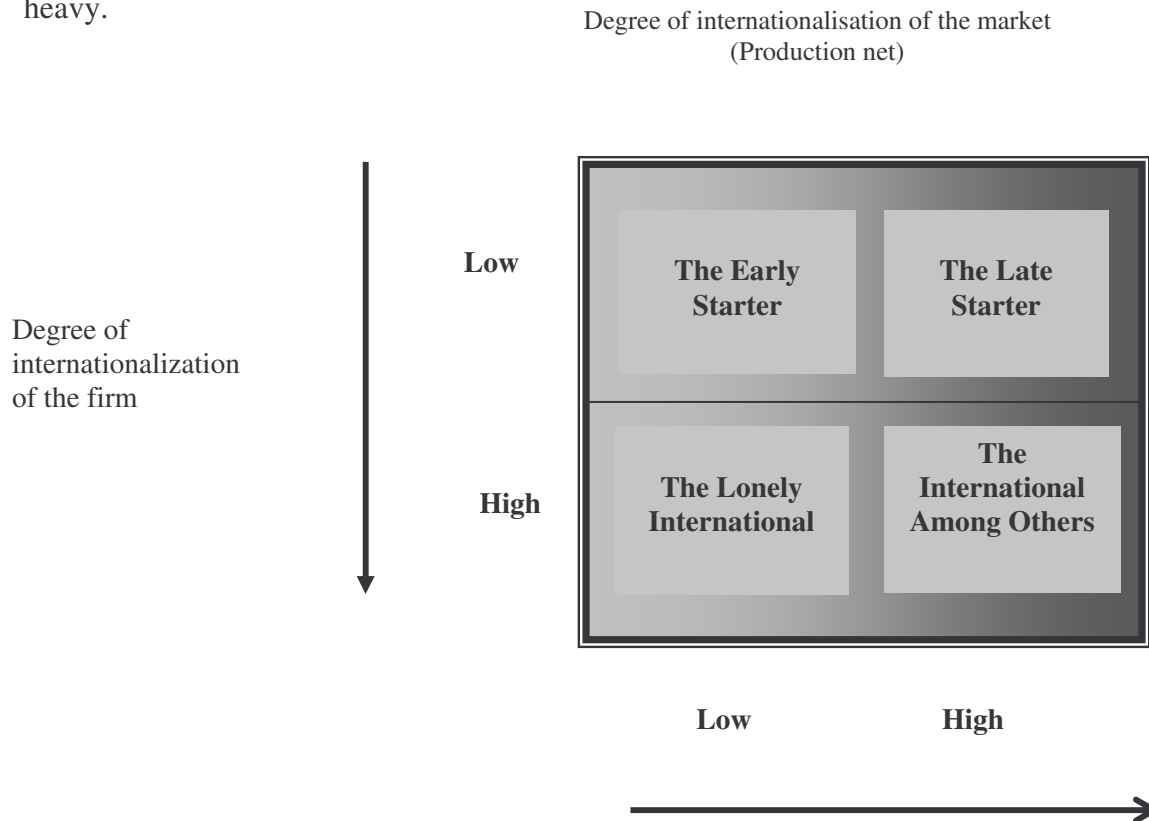 heavy.
Degree of internationalisation of the market
(Production net)
Low
The Early
Starter
The Late
Starter
Degree of
internationalization
of the firm
High
The Lonely
International
The
International
Among Others
Low
High